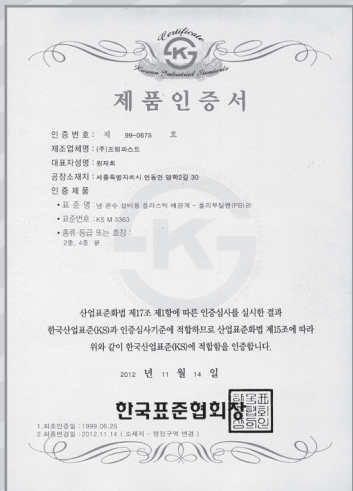 Certificate
Korean Industrial Standards
제품인증서
인증번호 : 제 99-0675 호
제조업체명 : (주)프럼파스트
대표자성명 : 원재희
공장소재지 : 세종특별자치시 연동면 명학2길 30
인증제품
• 표준명 : 냉·온수 설비용 플라스틱 배관계 - 폴리부틸렌(PB)관
• 표준번호 : KS M 3363
• 종류·등급 또는 호칭 :
2종, 4종. 끝.
산업표준화법 제17조 제1항에 따른 인증심사를 실시한 결과
한국산업표준(KS)과 인증심사기준에 적합하므로 산업표준화법 제15조에 따라
위와 같이 한국산업표준(KS)에 적합함을 인증합니다.
2012 년 11 월 14 일
한국표준협회장
1. 최초인증일 : 1999.06.25
2. 최종변경일 : 2012.11.14 ( 소재지 - 행정구역 변경 )